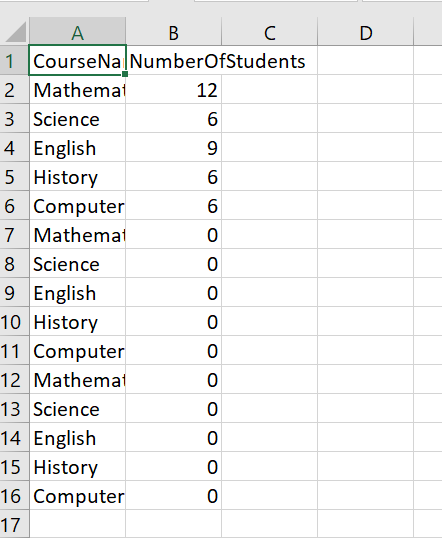 A B C D
1 CourseNa NumberOfStudents
2 Mathemat 12
3 Science 6
4 English 9
5 History 6
6 Computer 6
7 Mathemat 0
8 Science 0
9 English 0
10 History 0
11 Computer 0
12 Mathemat 0
13 Science 0
14 English 0
15 History 0
16 Computer 0
17